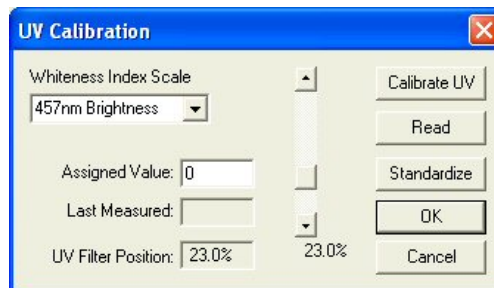 UV Calibration
Whiteness Index Scale
457nm Brightness
Assigned Value: 0
Last Measured:
UV Filter Position: 23.0%
23.0%
Calibrate UV
Read
Standardize
OK
Cancel